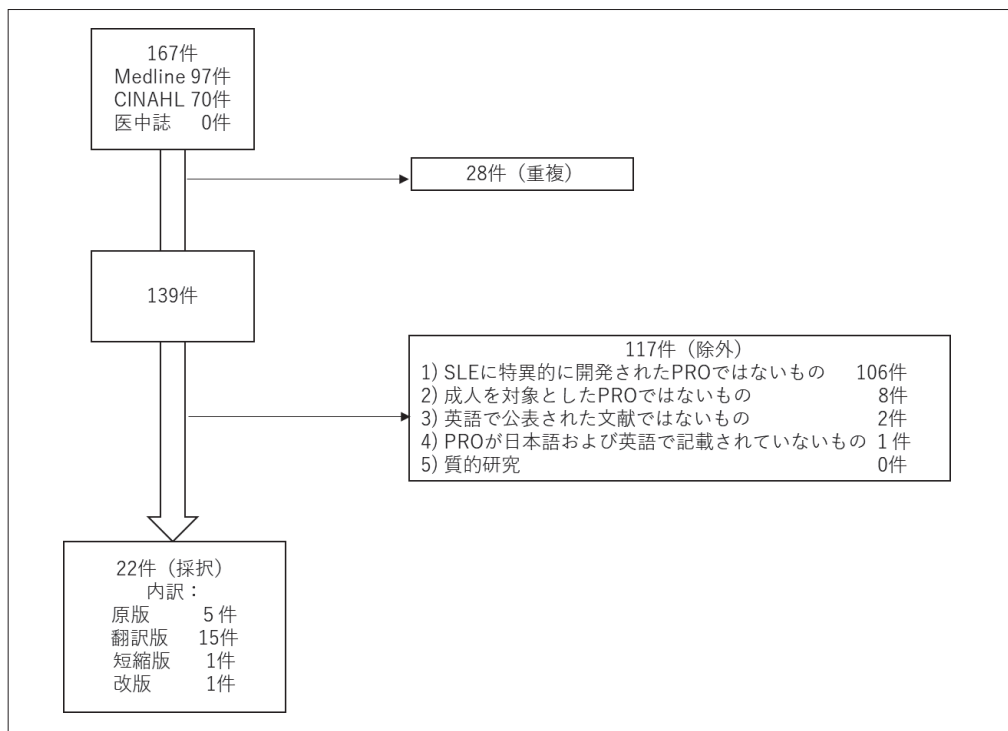 167件
Medline 97件
CINAHL 70件
医中誌 0件
28件（重複）
139件
117件（除外）
1) SLEに特異的に開発されたPROではないもの 106件
2) 成人を対象としたPROではないもの 8件
3) 英語で公表された文献ではないもの 2件
4) PROが日本語および英語で記載されていないもの 1 件
5) 質的研究 0件
22件（採択）
内訳：
原版 5 件
翻訳版 15件
短縮版 1件
改版 1件